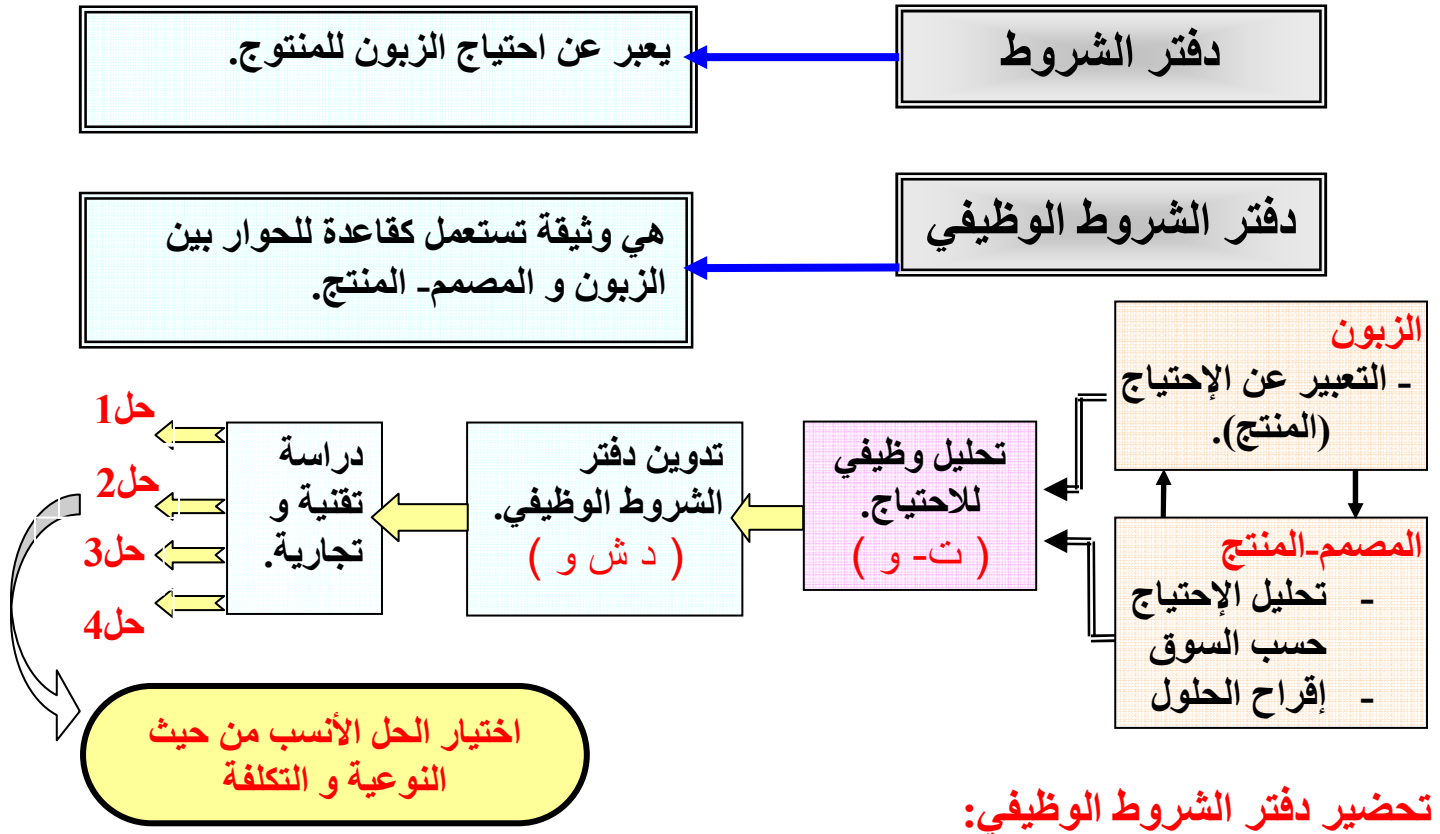 دفتر الشروط
يعبر عن احتياج الزبون للمنتوج.
دفتر الشروط الوظيفي
هي وثيقة تستعمل كقاعدة للحوار بين
الزبون و المصمم- المنتج.
الزبون
- التعبير عن الإحتياج
(المنتج).
المصمم-المنتج
- تحليل الإحتياج
حسب السوق
- إقراح الحلول
تحليل وظيفي
للاحتياج.
( ت- و )
تدوين دفتر
الشروط الوظيفي.
( د ش و )
دراسة
تقنية و
تجارية.
حل1
حل2
حل3
حل4
اختيار الحل الأنسب من حيث
النوعية و التكلفة
تحضير دفتر الشروط الوظيفي: